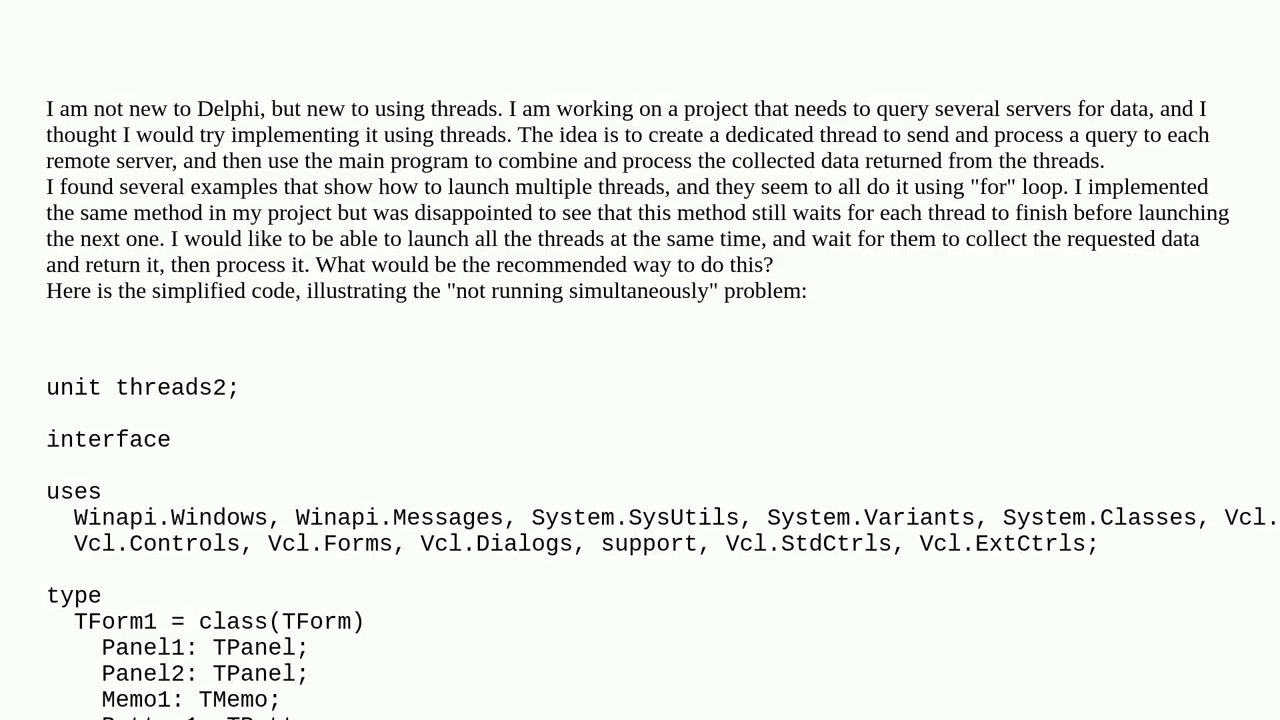 I am not new to Delphi, but new to using threads. I am working on a project that needs to query several servers for data, and I
thought I would try implementing it using threads. The idea is to create a dedicated thread to send and process a query to each
remote server, and then use the main program to combine and process the collected data returned from the threads.
I found several examples that show how to launch multiple threads, and they seem to all do it using "for" loop. I implemented
the same method in my project but was disappointed to see that this method still waits for each thread to finish before launching
the next one. I would like to be able to launch all the threads at the same time, and wait for them to collect the requested data
and return it, then process it. What would be the recommended way to do this?
Here is the simplified code, illustrating the "not running simultaneously" problem:
unit threads2;
interface
uses
  Winapi.Windows, Winapi.Messages, System.SysUtils, System.Variants, System.Classes, Vcl.
  Vcl.Controls, Vcl.Forms, Vcl.Dialogs, support, Vcl.StdCtrls, Vcl.ExtCtrls;
type
  TForm1 = class(TForm)
    Panel1: TPanel;
    Panel2: TPanel;
    Memo1: TMemo;